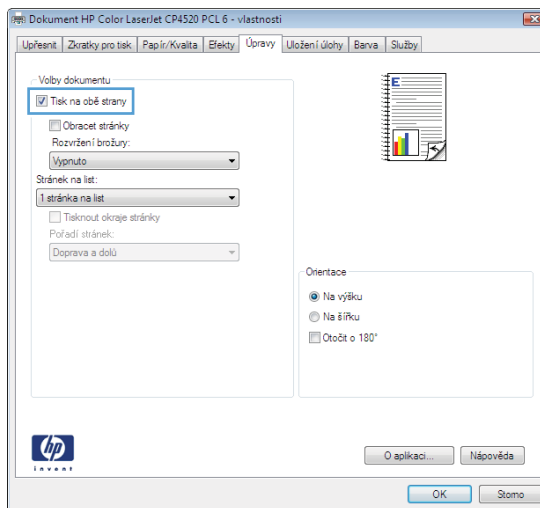 Dokument HP Color LaserJet CP4520 PCL 6 - vlastnosti
Upřesnit Zkratky pro tisk Papír/Kvalita Efekty Úpravy Uložení úlohy Barva Služby
Volby dokumentu
Tisk na obě strany
Obracet stránky
Rozvržení brožury:
Vypnuto
Stránek na list:
1 stránka na list
Tisknout okraje stránky
Pořadí stránek:
Doprava a dolů
E
Orientace
Na výšku
Na šířku
Otočit o 180°
hp
invent
O aplikaci... Nápověda
OK Storno